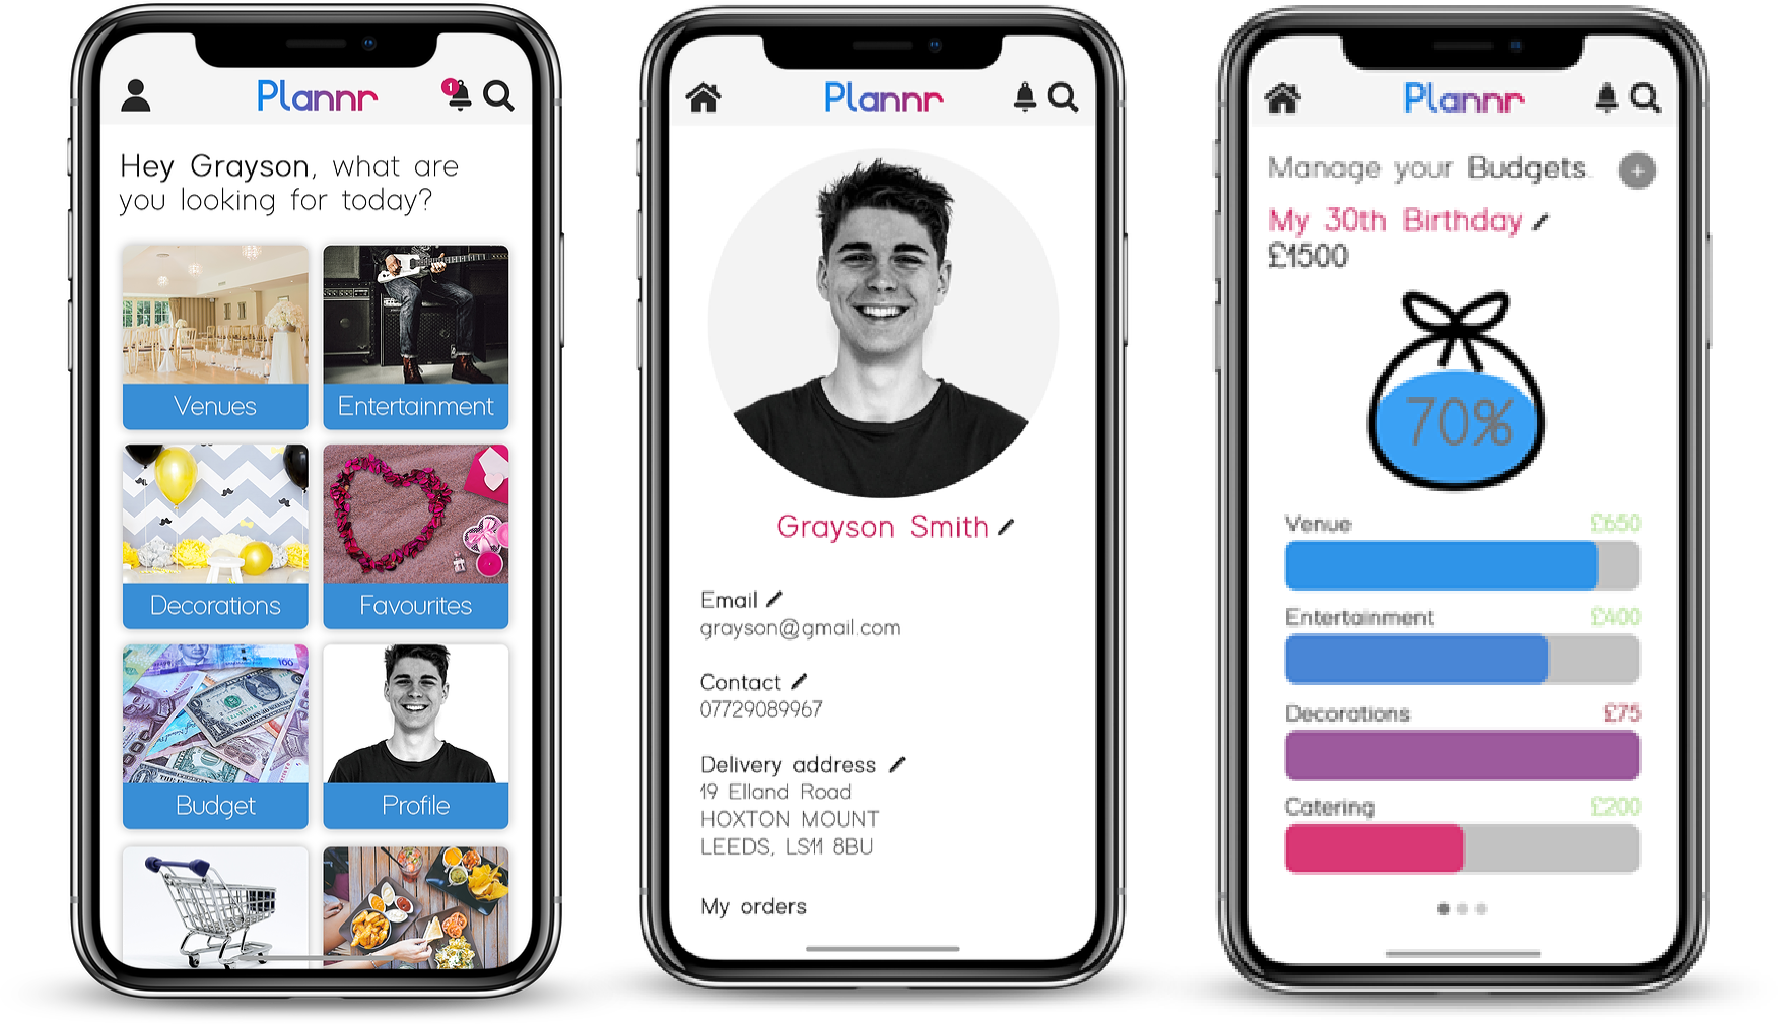 Plannr
1
Hey Grayson, what are
you looking for today?
Venues
Entertainment
Decorations
Favourites
100
Budget
Profile
Plannr
Grayson Smith
Email
grayson@gmail.com
Contact
07729089967
Delivery address
19 Elland Road
HOXTON MOUNT
LEEDS, LS11 8BU
My orders
Plannr
Manage your Budgets.
My 30th Birthday
£1500
70%
Venue £650
Entertainment £400
Decorations £75
Catering £200